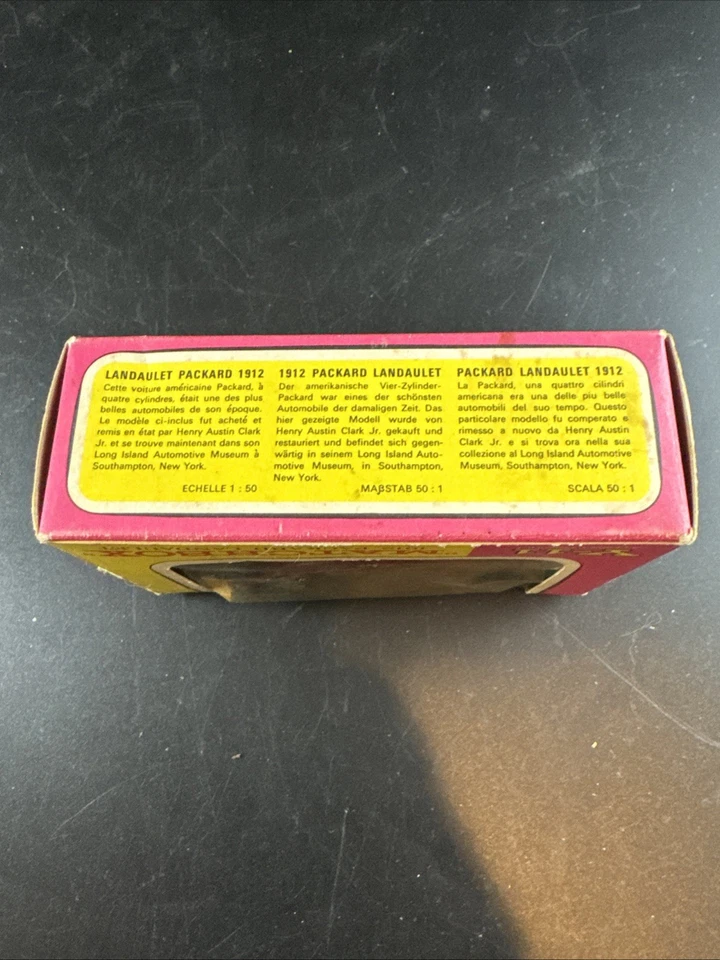 LANDAULET PACKARD 1912
Cette voiture américaine Packard, à
quatre cylindres, était une des plus
belles automobiles de son époque.
Le modèle ci-inclus fut acheté et
remis en état par Henry Austin Clark
Jr. et se trouve maintenant dans son
Long Island Automotive Museum à
Southampton, New York.
ECHELLE 1 : 50
1912 PACKARD LANDAULET
Der amerikanische Vier-Zylinder-
Packard war eines der schönsten
Automobile der damaligen Zeit. Das
hier gezeigte Modell wurde von
Henry Austin Clark Jr. gekauft und
restauriert und befindet sich gegen-
wärtig in seinem Long Island Auto-
motive Museum, in Southampton,
New York.
MAßSTAB 50 : 1
PACKARD LANDAULET 1912
La Packard, una quattro cilindri
americana era una delle piu belle
automobili del suo tempo. Questo
particolare modello fu comperato e
rimesso a nuovo da Henry Austin
Clark Jr. e si trova ora nella sua
collezione al Long Island Automotive
Museum, Southampton, New York.
SCALA 50 : 1